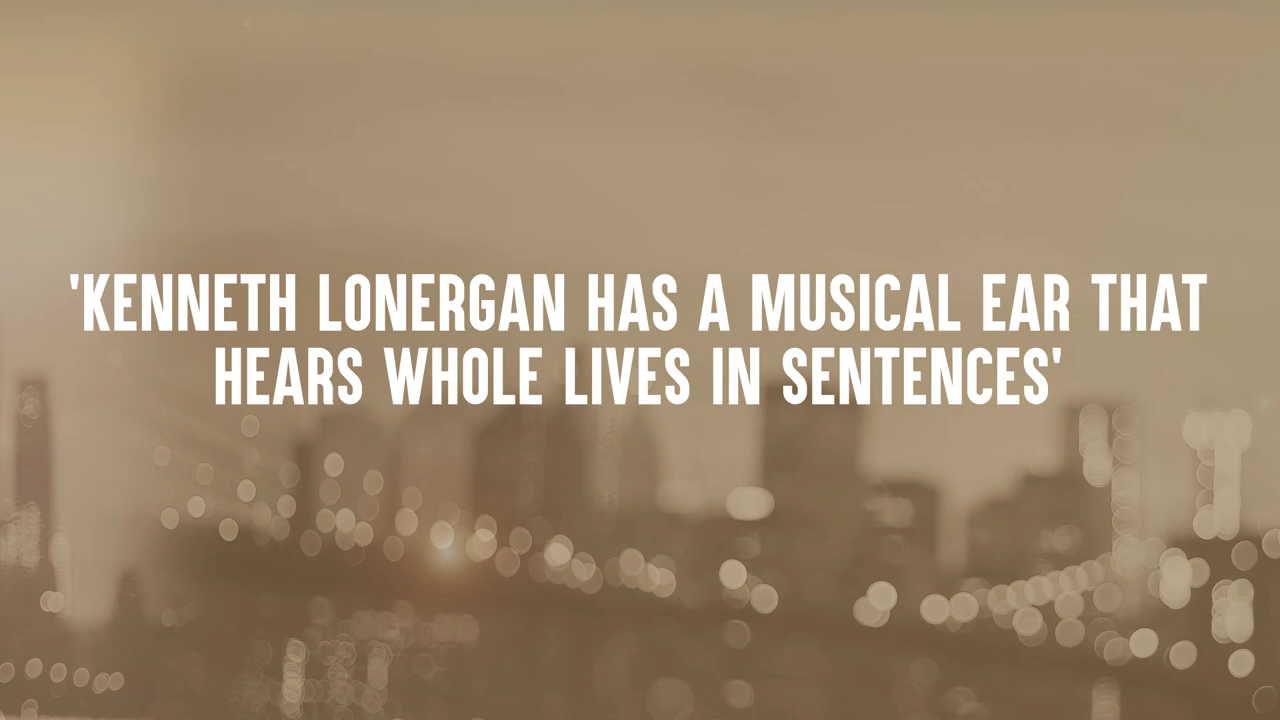 'KENNETH LONERGAN HAS A MUSICAL EAR THAT
HEARS WHOLE LIVES IN SENTENCES'